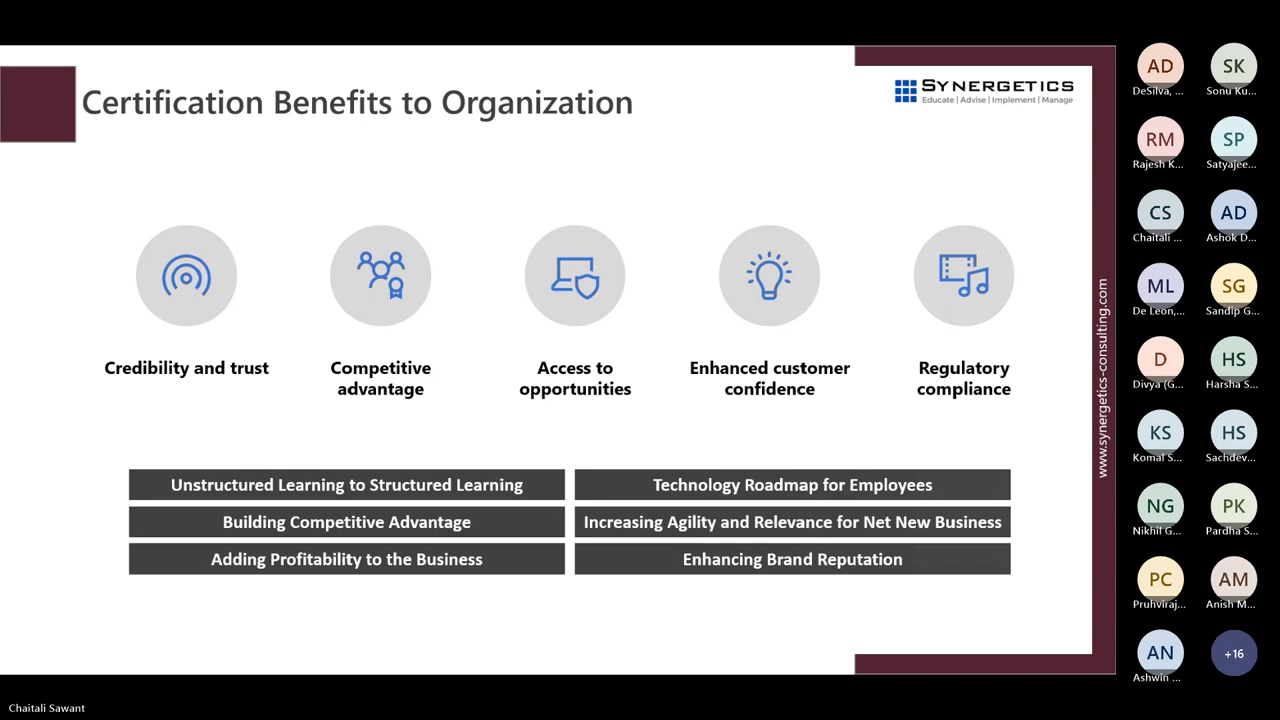 Certification Benefits to Organization
SYNERGETICS
Educate | Advise | Implement | Manage
Credibility and trust
Competitive
advantage
Access to
opportunities
Enhanced customer
confidence
Regulatory
compliance
Unstructured Learning to Structured Learning
Technology Roadmap for Employees
Building Competitive Advantage
Increasing Agility and Relevance for Net New Business
Adding Profitability to the Business
Enhancing Brand Reputation
www.synergetics-consulting.com
AD
DeSilva, ...
SK
Sonu Ku...
RM
Rajesh K...
SP
Satyajee...
CS
Chaitali ...
AD
Ashok D...
ML
De Leon,...
SG
Sandip G...
D
Divya (G...
HS
Harsha S...
KS
Komal S...
HS
Sachdev...
NG
Nikhil G...
PK
Pardha S...
PC
Pruhviraj...
AM
Anish M...
AN
Ashwin ...
+16
Chaitali Sawant